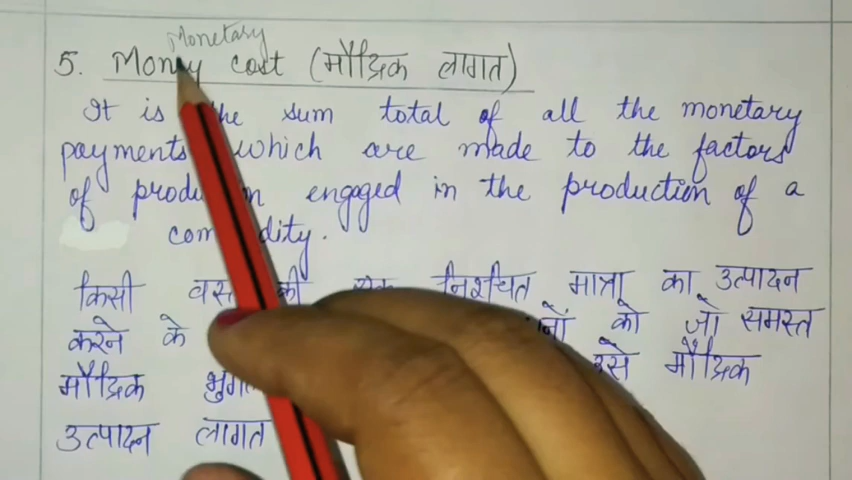 Monetary
5. Money cost (मौद्रिक लागत)
It is the sum total of all the monetary
payments which are made to the factors
of production engaged in the production of a
commodity.
किसी की निश्चित मात्रा का उत्पादन
करने के को जो समस्त
मौद्रिक उसे मौद्रिक
उत्पादन लागत